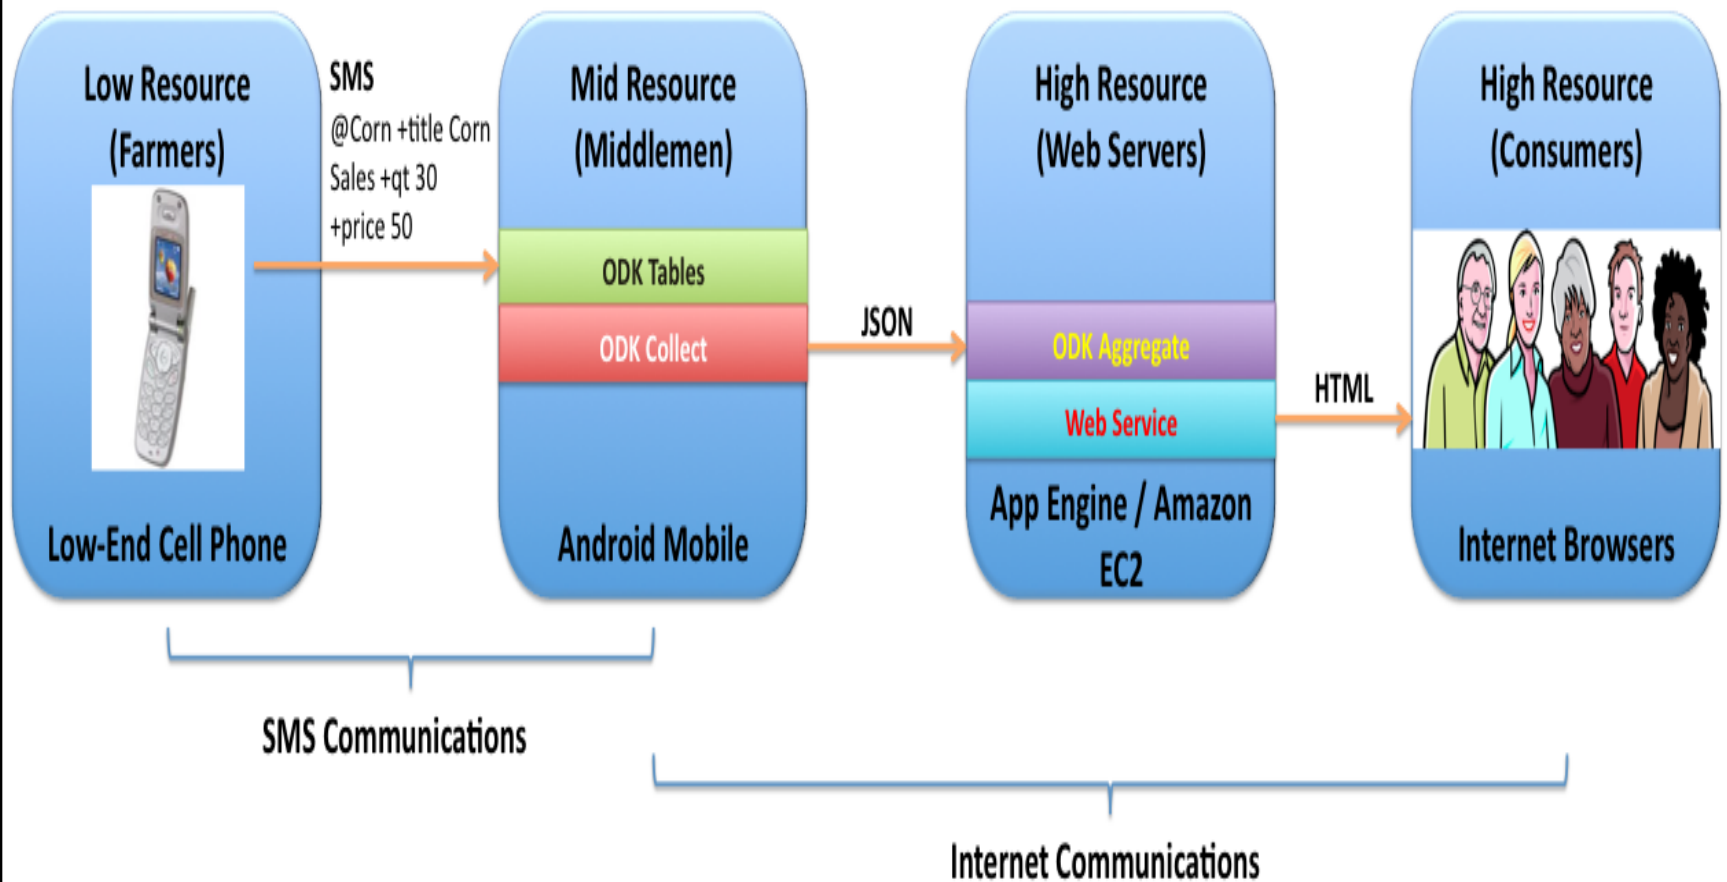 Low Resource
(Farmers)
Low-End Cell Phone
SMS
@Corn +title Corn
Sales +qt 30
+price 50
Mid Resource
(Middlemen)
ODK Tables
ODK Collect
Android Mobile
JSON
High Resource
(Web Servers)
ODK Aggregate
Web Service
App Engine / Amazon
EC2
HTML
High Resource
(Consumers)
Internet Browsers
SMS Communications
Internet Communications